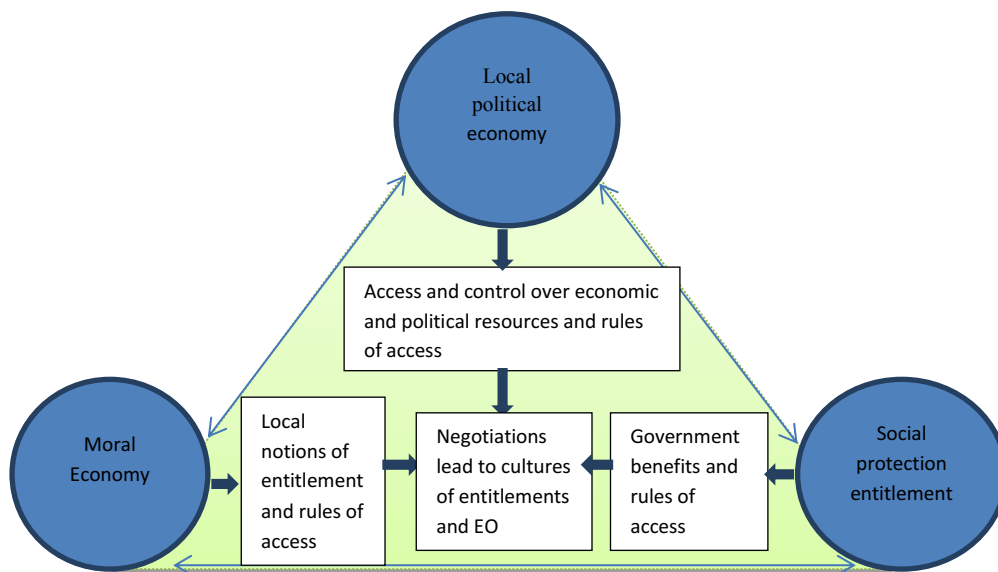 Local
political
economy
Access and control over economic
and political resources and rules
of access
Moral
Economy
Local
notions of
entitlement
and rules of
access
Negotiations
lead to cultures
of entitlements
and EO
Government
benefits and
rules of
access
Social
protection
entitlement